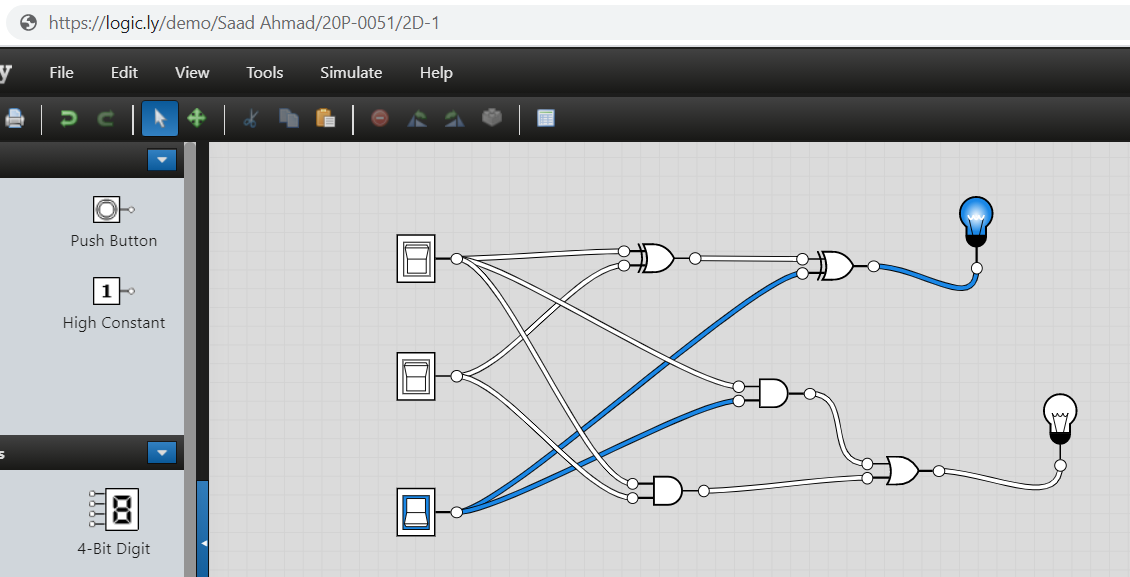 https://logic.ly/demo/Saad Ahmad/20P-0051/2D-1
y File Edit View Tools Simulate Help
Push Button
1
High Constant
s
8
4-Bit Digit